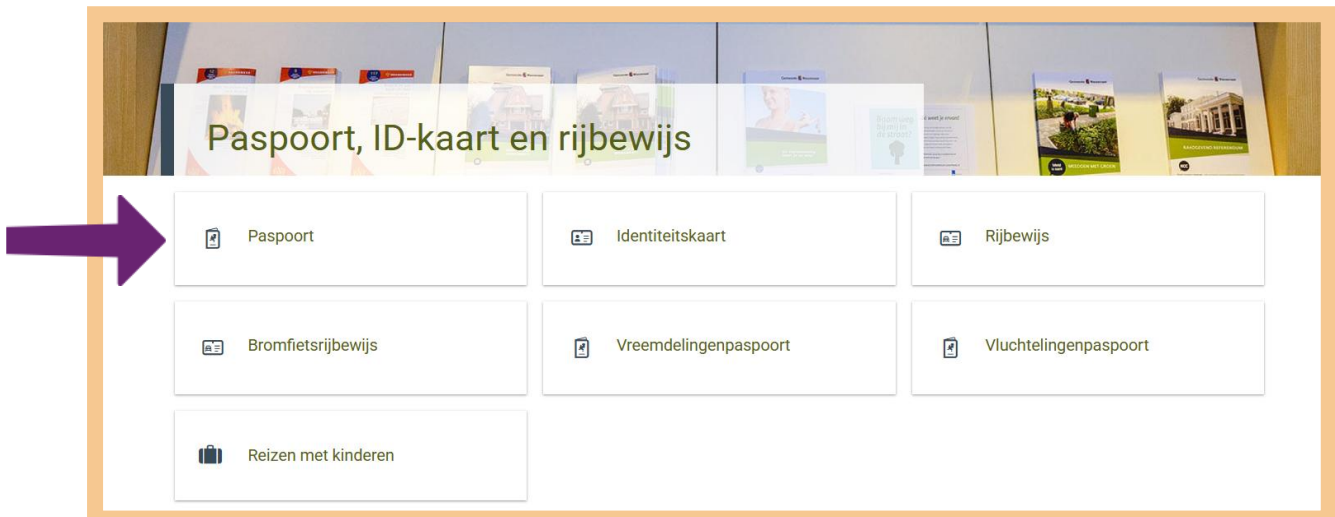 Paspoort, ID-kaart en rijbewijs
Paspoort
Identiteitskaart
Rijbewijs
Bromfietsrijbewijs
Vreemdelingenpaspoort
Vluchtelingenpaspoort
Reizen met kinderen